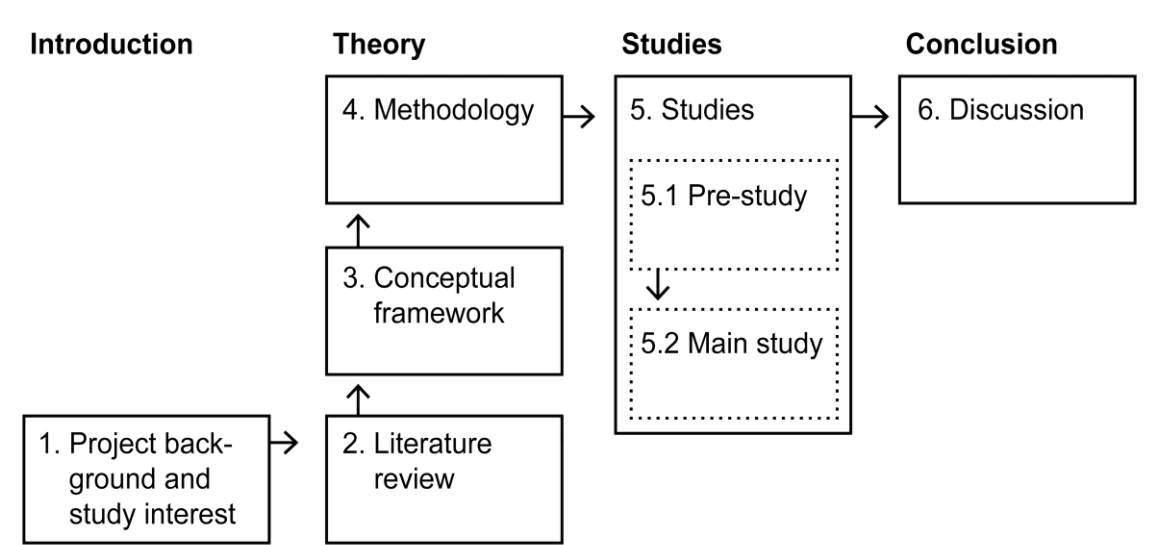 Introduction
Theory
Studies
Conclusion
1. Project back-
ground and
study interest
2. Literature
review
3. Conceptual
framework
4. Methodology
5. Studies
5.1 Pre-study
5.2 Main study
6. Discussion